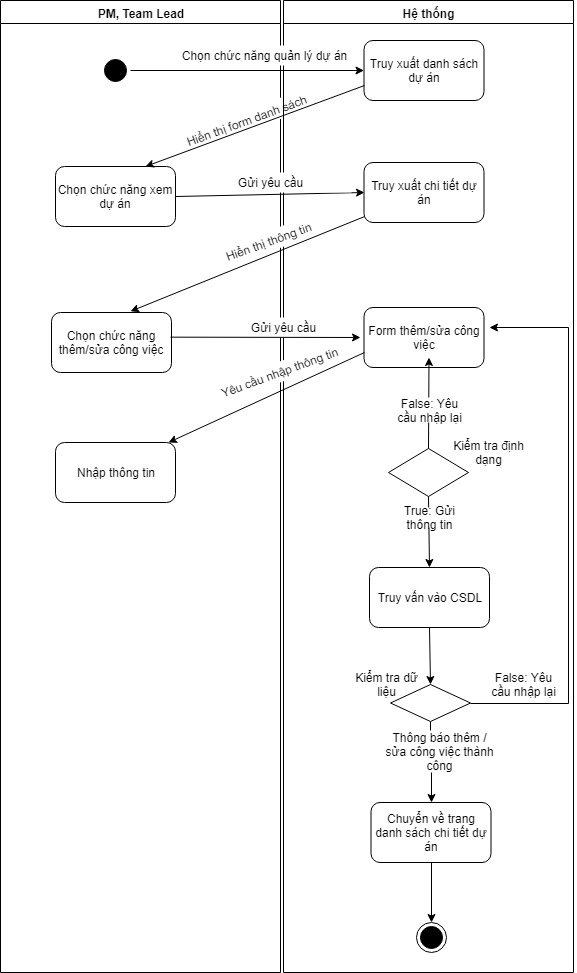 PM, Team Lead
Hệ thống
Chọn chức năng quản lý dự án
Truy xuất danh sách
dự án
Hiển thị form danh sách
Chọn chức năng xem
dự án
Gửi yêu cầu
Truy xuất chi tiết dự
án
Hiển thị thông tin
Chọn chức năng
thêm/sửa công việc
Gửi yêu cầu
Form thêm/sửa công
việc
Yêu cầu nhập thông tin
False: Yêu
cầu nhập lại
Kiểm tra định
dạng
Nhập thông tin
True: Gửi
thông tin
Truy vấn vào CSDL
Kiểm tra dữ
liệu
False: Yêu
cầu nhập lại
Thông báo thêm /
sửa công việc thành
công
Chuyển về trang
danh sách chi tiết dự
án